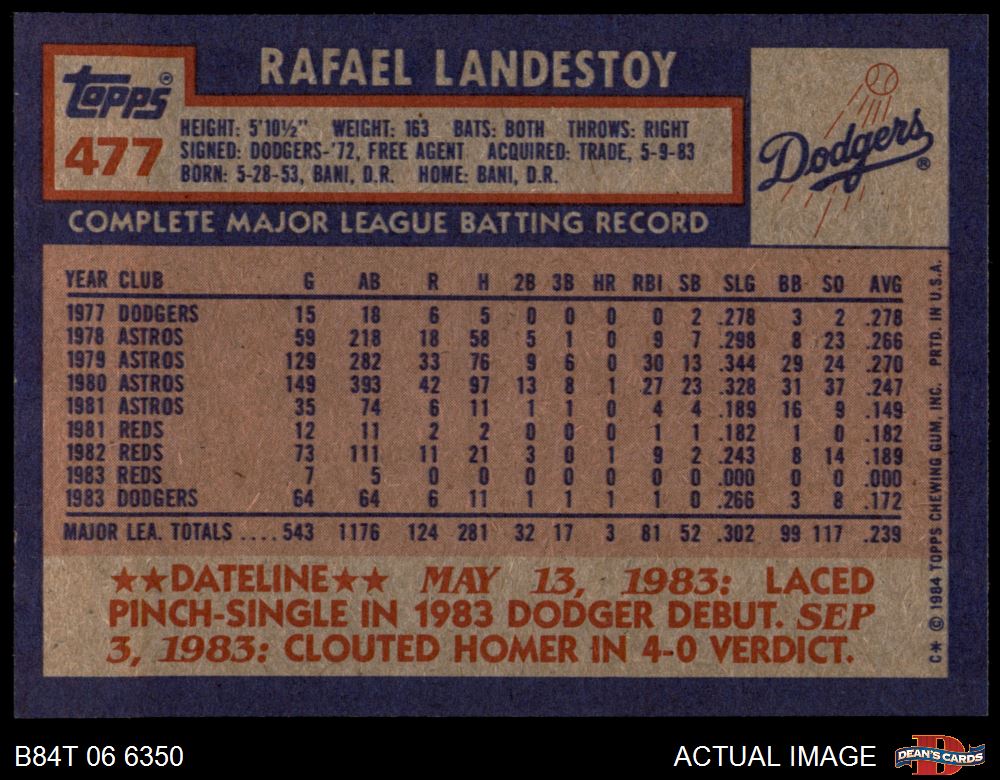 RAFAEL LANDESTOY
Topps®
477
HEIGHT: 5'10½" WEIGHT: 163 BATS: BOTH THROWS: RIGHT
SIGNED: DODGERS-'72, FREE AGENT ACQUIRED: TRADE, 5-9-83
BORN: 5-28-53, BANI, D.R. HOME: BANI, D.R.
Dodgers®
COMPLETE MAJOR LEAGUE BATTING RECORD
YEAR CLUB G AB R H 2B 3B HR RBI SB SLG BB SO AVG
1977 DODGERS 15 18 6 5 0 0 0 0 2 .278 3 2 .278
1978 ASTROS 59 218 18 58 5 1 0 9 7 .298 8 23 .266
1979 ASTROS 129 282 33 76 9 6 0 30 13 .344 29 24 .270
1980 ASTROS 149 393 42 97 13 8 1 27 23 .328 31 37 .247
1981 ASTROS 35 74 6 11 1 1 0 4 4 .189 16 9 .149
1981 REDS 12 11 2 2 0 0 0 1 1 .182 1 0 .182
1982 REDS 73 111 11 21 3 0 1 9 2 .243 8 14 .189
1983 REDS 7 5 0 0 0 0 0 0 0 .000 0 0 .000
1983 DODGERS 64 64 6 11 1 1 1 1 0 .266 3 8 .172
MAJOR LEA. TOTALS .... 543 1176 124 281 32 17 3 81 52 .302 99 117 .239
★★DATELINE★★ MAY 13, 1983: LACED
PINCH-SINGLE IN 1983 DODGER DEBUT. SEP
3, 1983: CLOUTED HOMER IN 4-0 VERDICT.
C* © 1984 TOPPS CHEWING GUM, INC. PRTD. IN U.S.A.
B84T 06 6350
ACTUAL IMAGE
D
DEAN'S CARDS